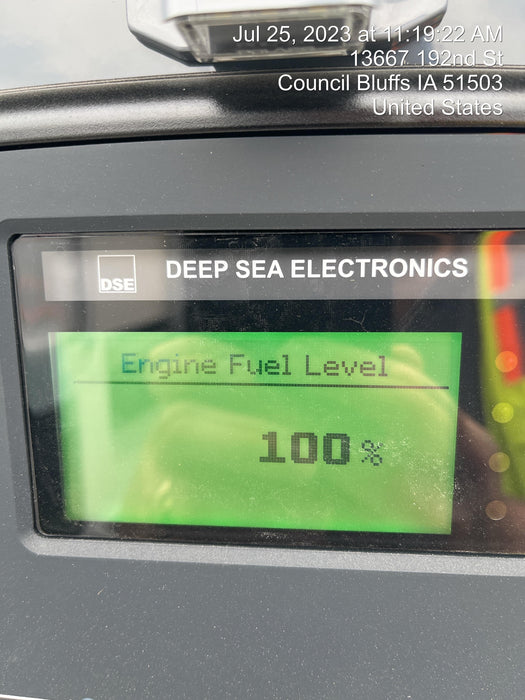 Jul 25, 2023 at 11:19:22 AM
13667 192nd St
Council Bluffs IA 51503
United States
DSE
DEEP SEA ELECTRONICS
Engine Fuel Level
100%